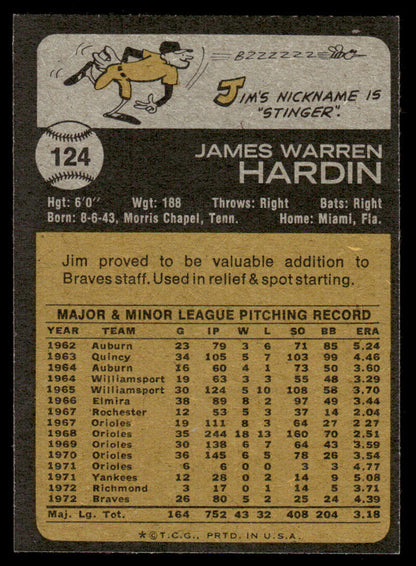 BZZZZZZZ
JIM'S NICKNAME IS
"STINGER".
124
JAMES WARREN
HARDIN
Hgt: 6'0" Wgt: 188 Throws: Right Bats: Right
Born: 8-6-43, Morris Chapel, Tenn. Home: Miami, Fla.
Jim proved to be valuable addition to
Braves staff. Used in relief & spot starting.
MAJOR & MINOR LEAGUE PITCHING RECORD
YEAR TEAM G IP W L SO BB ERA
1962 Auburn 23 79 3 6 71 85 5.24
1963 Quincy 34 105 5 7 103 99 4.46
1964 Auburn 16 60 4 1 73 50 3.60
1964 Williamsport 19 63 3 3 55 48 3.29
1965 Williamsport 30 124 5 10 108 58 3.70
1966 Elmira 38 89 8 2 97 49 3.44
1967 Rochester 12 53 5 3 37 14 2.04
1967 Orioles 19 111 8 3 64 27 2.27
1968 Orioles 35 244 18 13 160 70 2.51
1969 Orioles 30 138 6 7 64 43 3.59
1970 Orioles 36 145 6 5 78 26 3.54
1971 Orioles 6 6 0 0 3 3 4.77
1971 Yankees 12 28 0 2 14 9 5.08
1972 Richmond 3 17 1 2 14 5 3.71
1972 Braves 26 80 5 2 25 24 4.39
Maj. Lg. Tot. 164 752 43 32 408 204 3.18
*©T.C.G., PRTD. IN U.S.A.